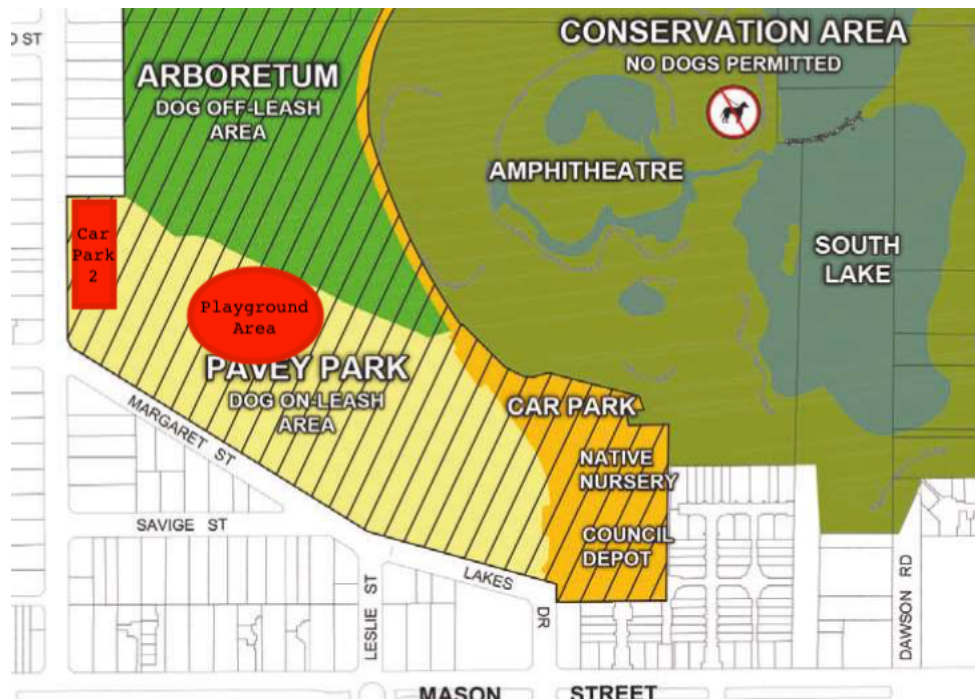 CONSERVATION AREA
NO DOGS PERMITTED
ARBORETUM
DOG OFF-LEASH
AREA
AMPHITHEATRE
SOUTH
LAKE
Car
Park
2
Playground
Area
PAVEY PARK
DOG ON-LEASH
AREA
CAR PARK
NATIVE
NURSERY
COUNCIL
DEPOT
MARGARET ST
SAVIGE ST
LESLIE ST
LAKES DR
DAWSON RD
MASON STREET